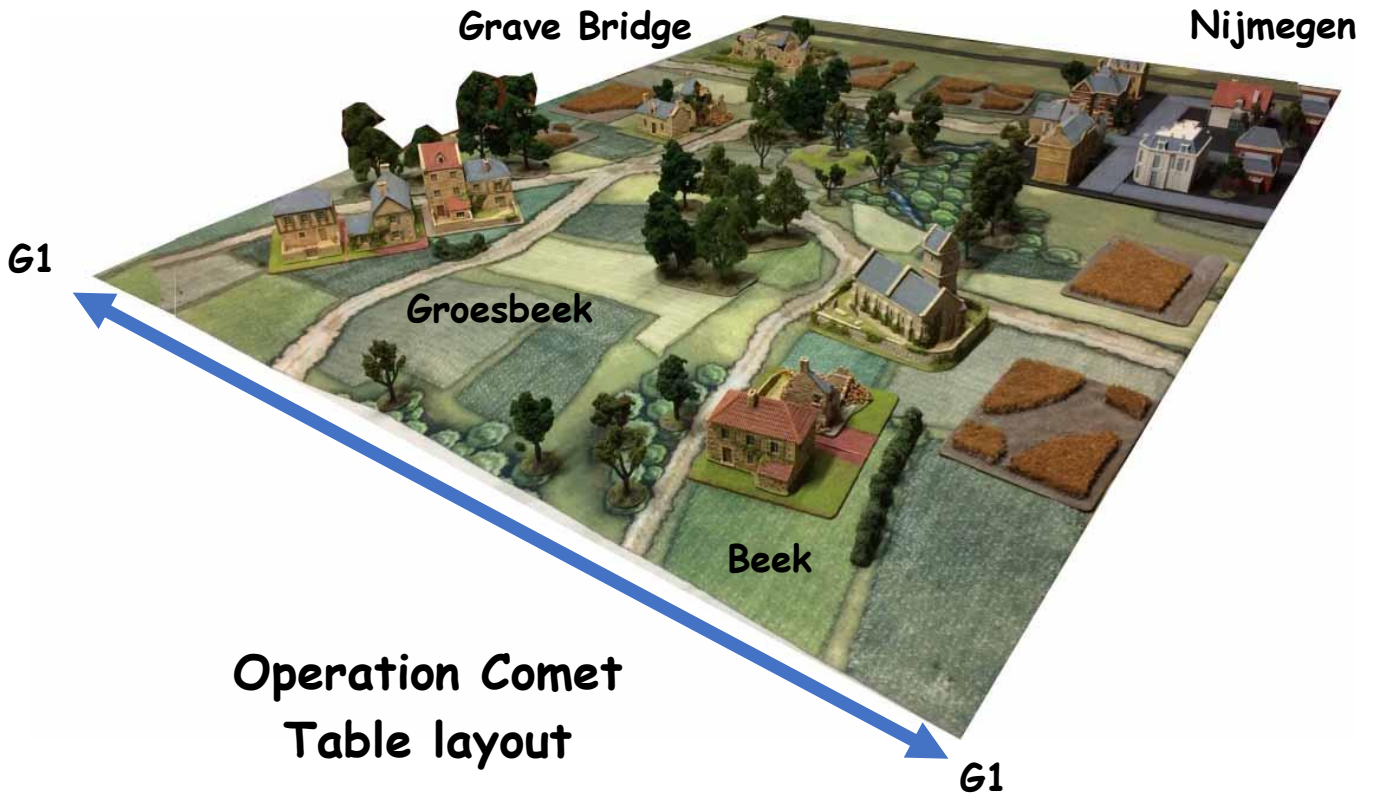 Grave Bridge
Nijmegen
G1
Groesbeek
Beek
Operation Comet
Table layout
G1